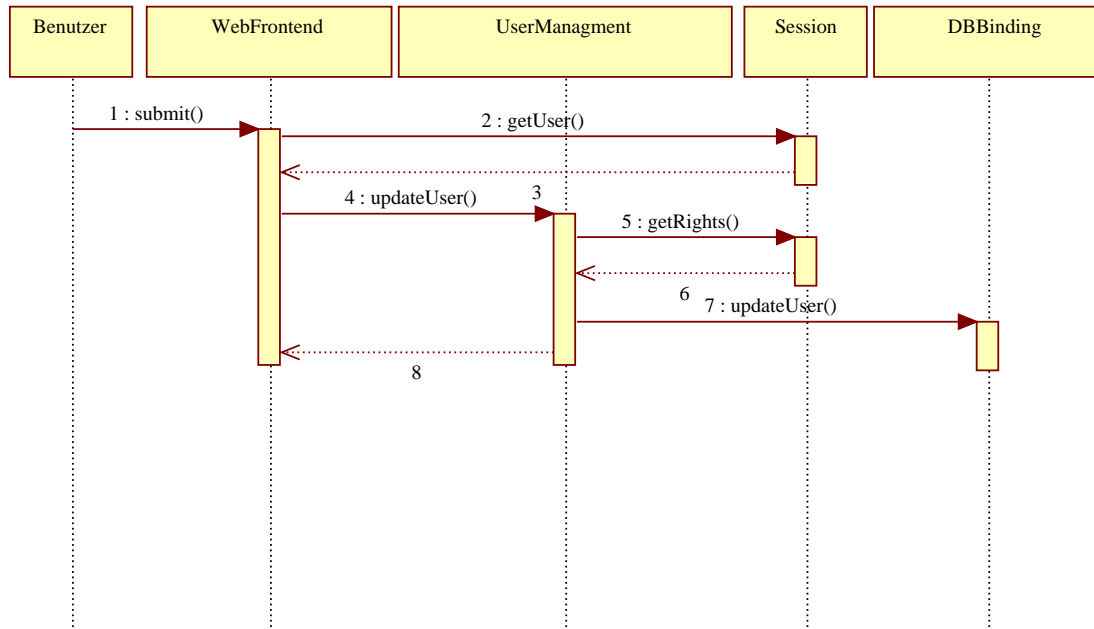 Benutzer
WebFrontend
UserManagment
Session
DBBinding
1 : submit()
2 : getUser()
3
4 : updateUser()
5 : getRights()
6
7 : updateUser()
8